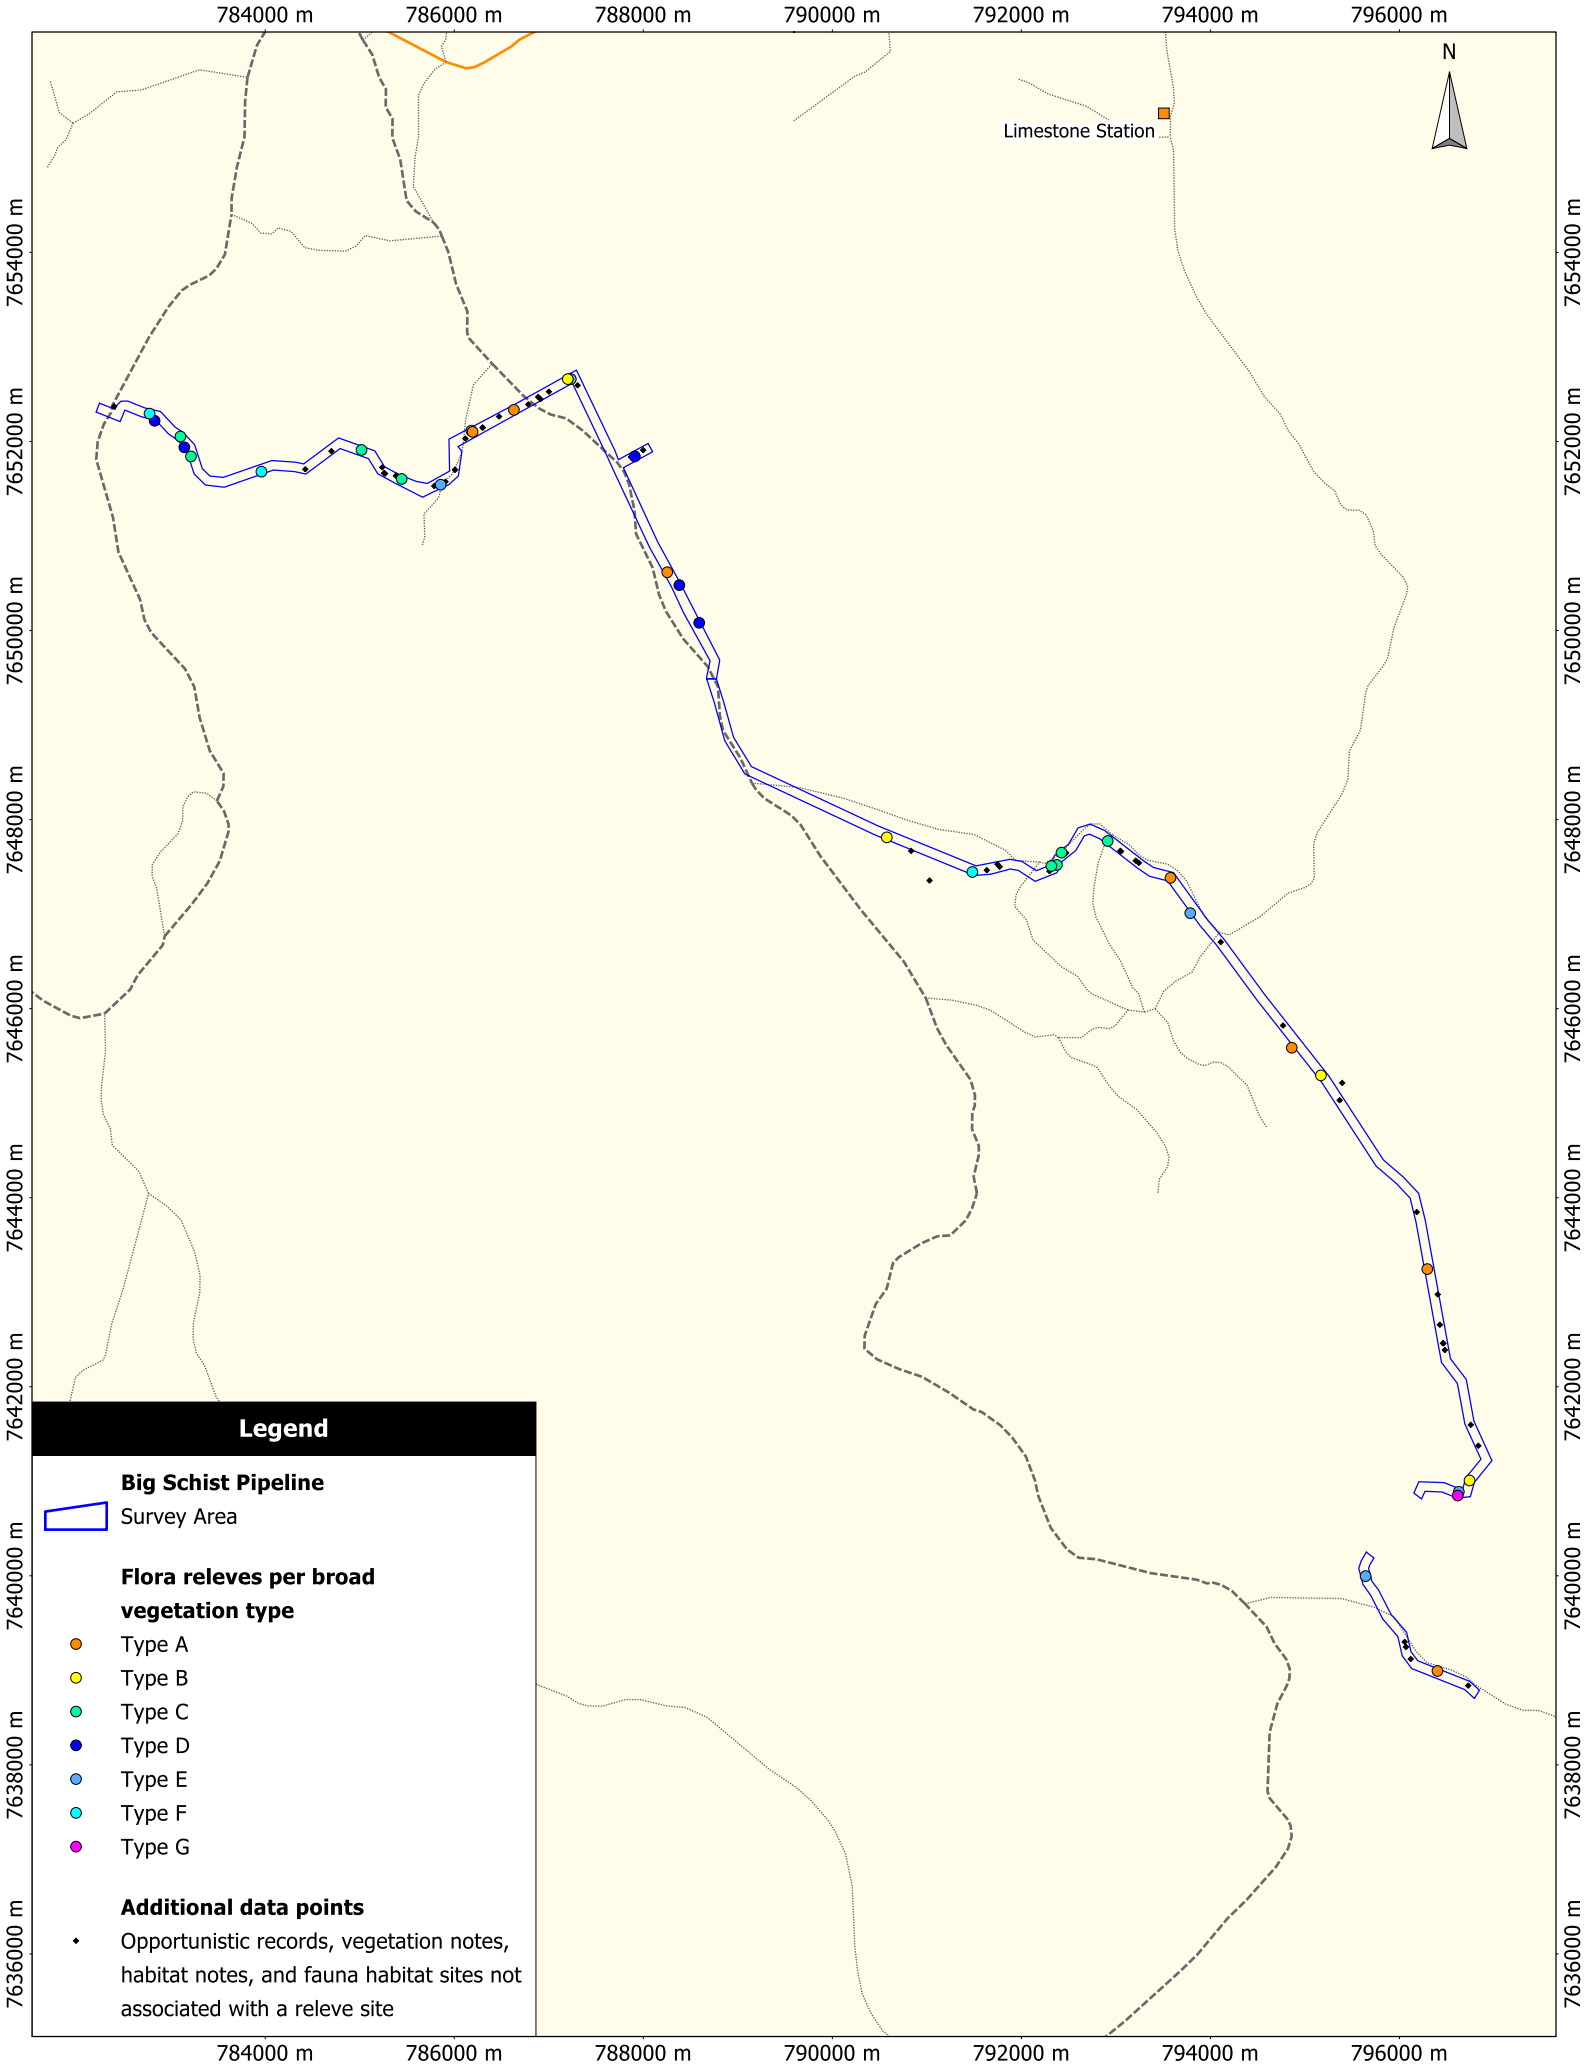 784000 m 786000 m 788000 m 790000 m 792000 m 794000 m 796000 m
N
Limestone Station
7654000 m 7654000 m
7652000 m 7652000 m
7650000 m 7650000 m
7648000 m 7648000 m
7646000 m 7646000 m
7644000 m 7644000 m
7642000 m 7642000 m
7640000 m 7640000 m
7638000 m 7638000 m
7636000 m 7636000 m
Legend
Big Schist Pipeline
Survey Area
Flora releves per broad
vegetation type
Type A
Type B
Type C
Type D
Type E
Type F
Type G
Additional data points
Opportunistic records, vegetation notes,
habitat notes, and fauna habitat sites not
associated with a releve site
784000 m 786000 m 788000 m 790000 m 792000 m 794000 m 796000 m